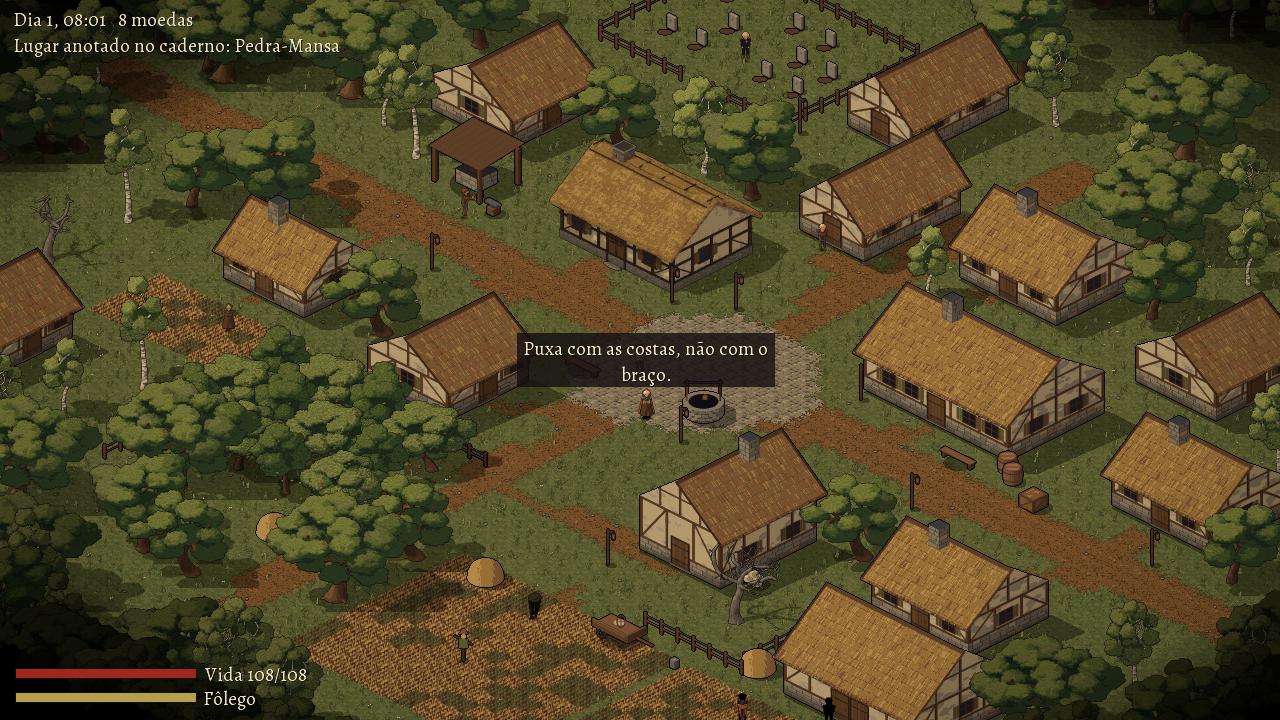 Dia 1, 08:01   8 moedas
Lugar anotado no caderno: Pedra-Mansa
Puxa com as costas, não com o
braço.
Vida 108/108
Fôlego